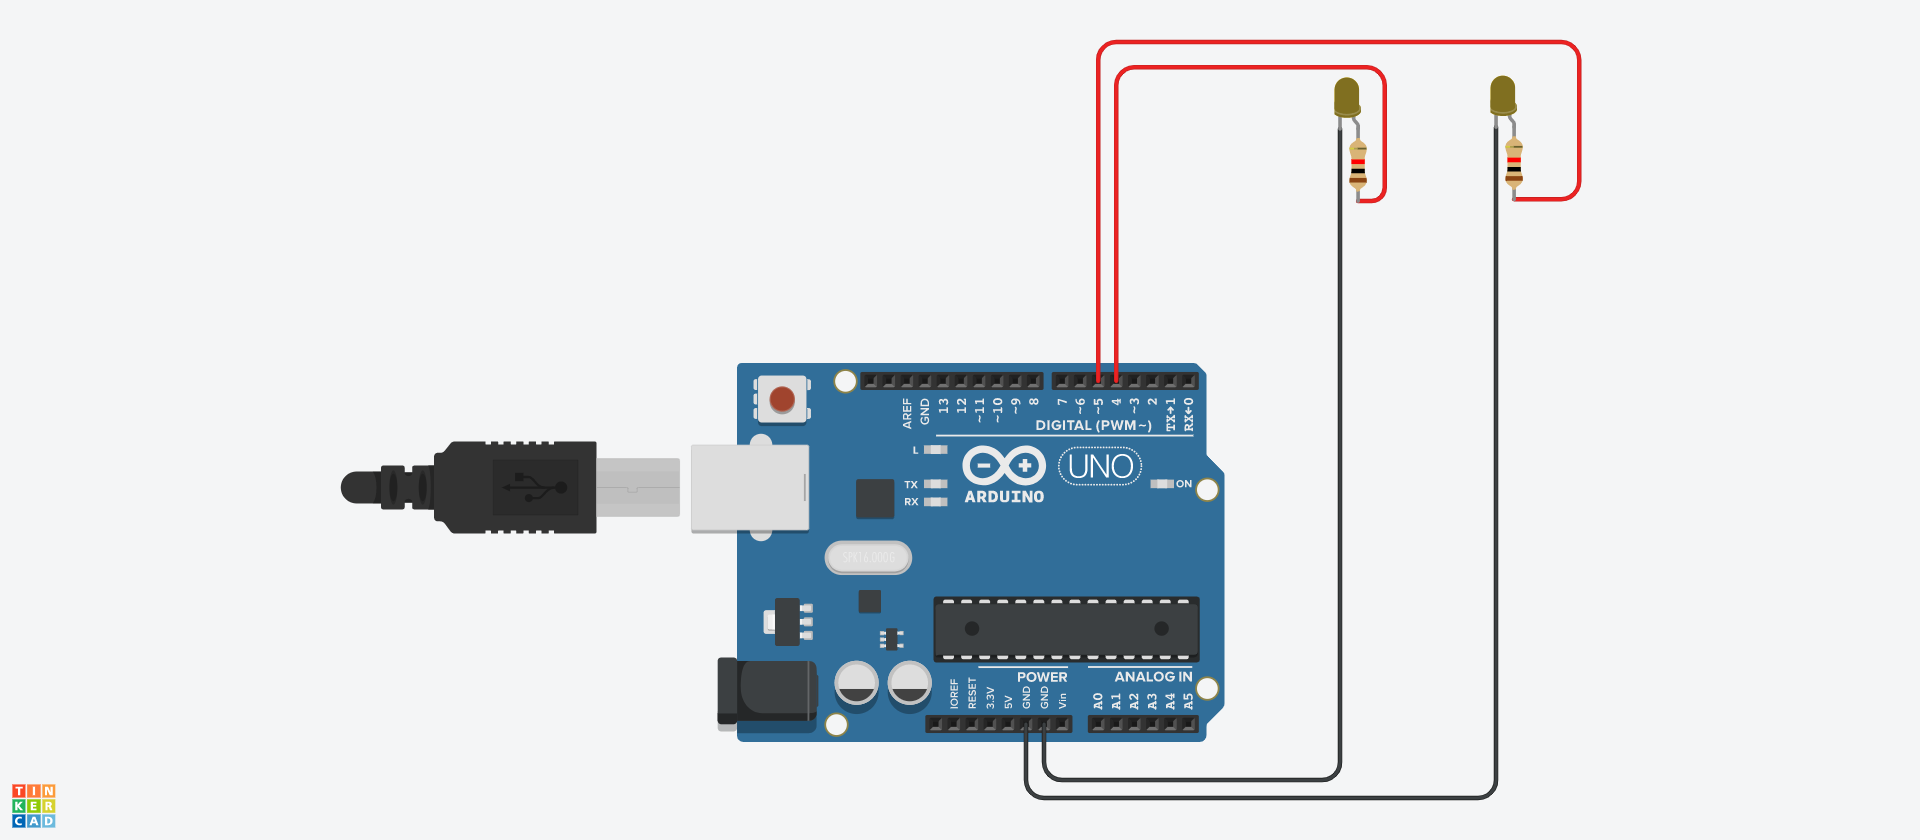 AREF
GND
13
12
~11
~10
~9
8
7
~6
~5
4
~3
2
TX→1
RX←0
DIGITAL (PWM~)
L
TX
RX
ARDUINO
UNO
ON
SPK16.000G
POWER
ANALOG IN
IOREF
RESET
3.3V
5V
GND
GND
Vin
A0
A1
A2
A3
A4
A5
TIN
KER
CAD